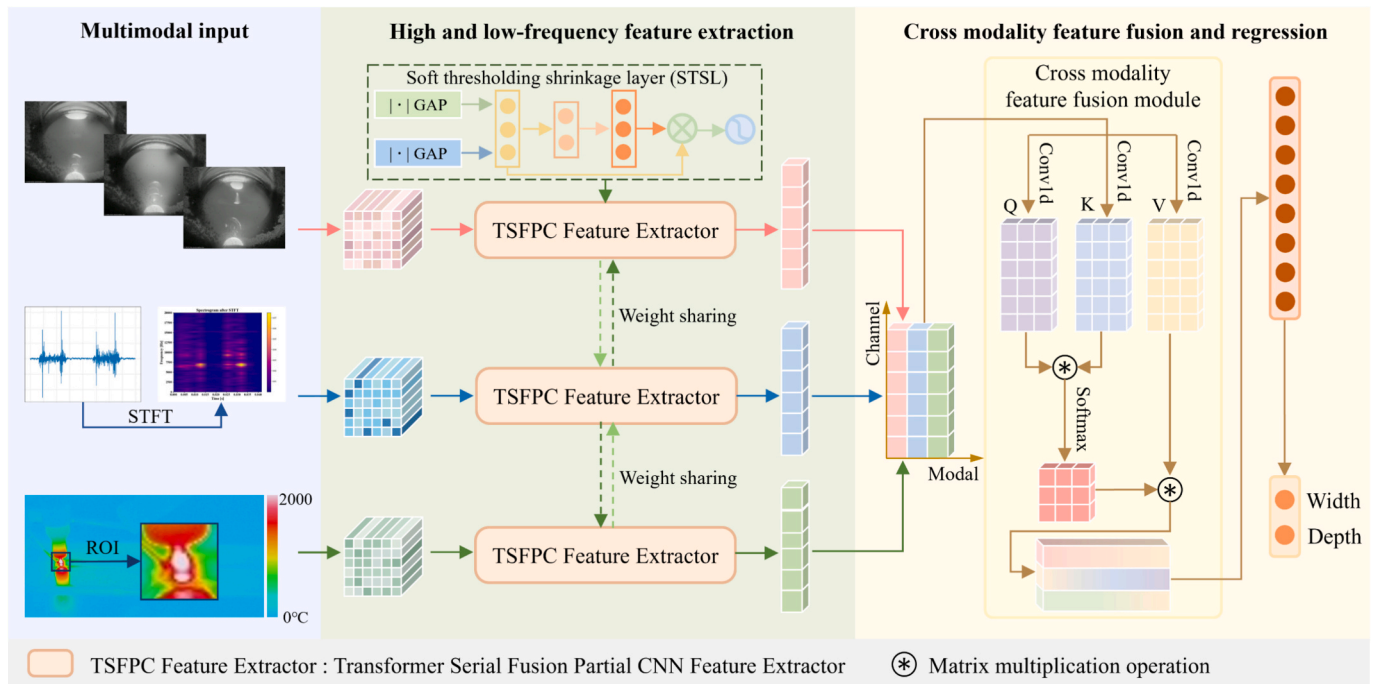 Multimodal input
High and low-frequency feature extraction
Cross modality feature fusion and regression
Soft thresholding shrinkage layer (STSL)
| · | GAP
| · | GAP
TSFPC Feature Extractor
Weight sharing
TSFPC Feature Extractor
Weight sharing
TSFPC Feature Extractor
Spectrogram after STFT
STFT
ROI
2000
0°C
Channel
Modal
Cross modality
feature fusion module
Conv1d
Conv1d
Conv1d
Q
K
V
Softmax
Width
Depth
TSFPC Feature Extractor : Transformer Serial Fusion Partial CNN Feature Extractor
Matrix multiplication operation